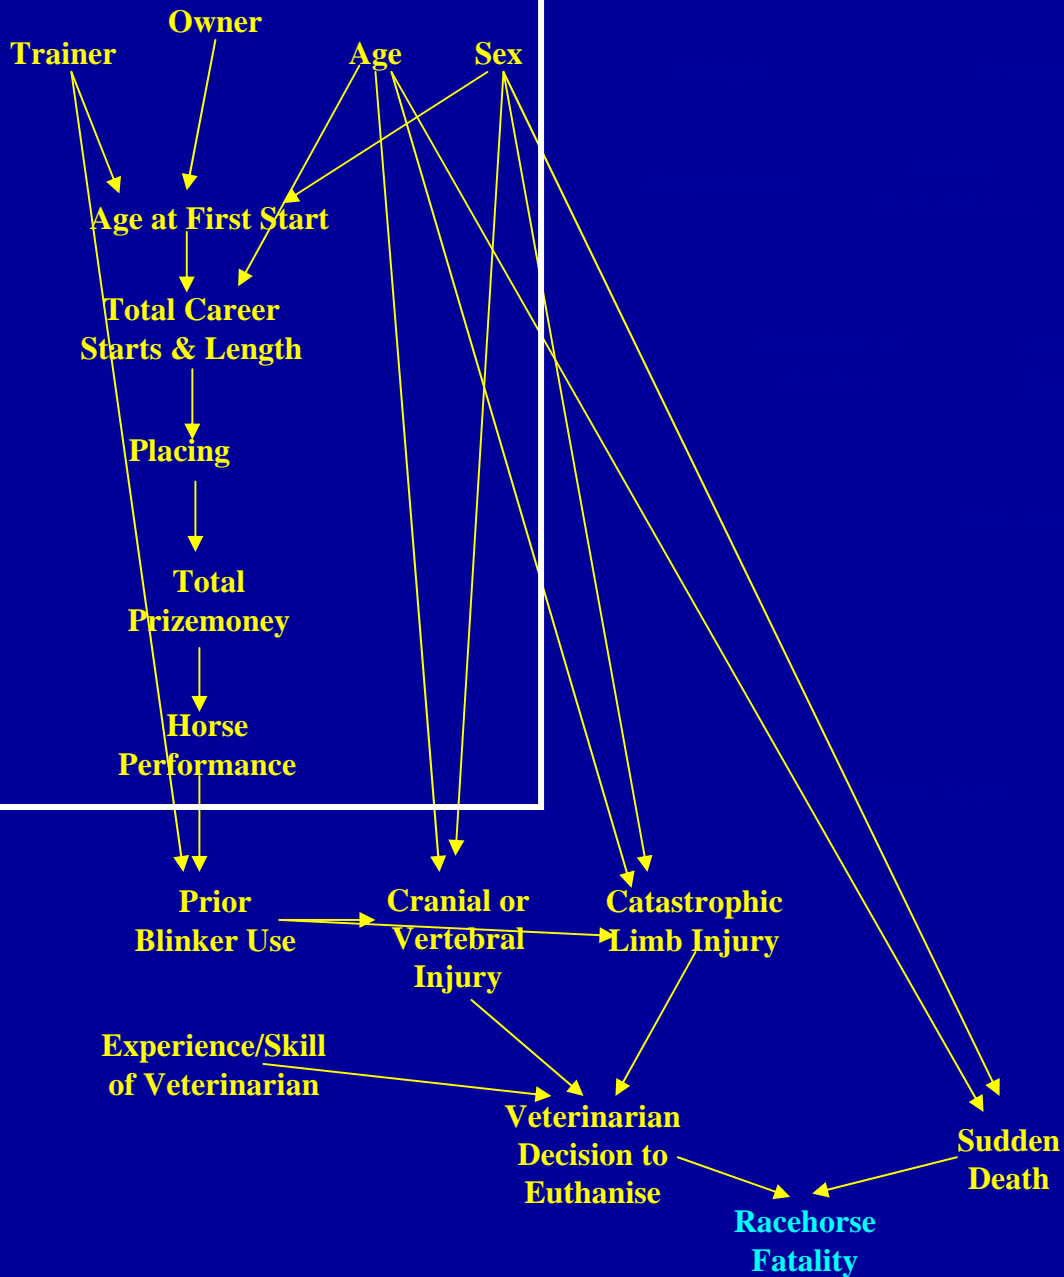 Owner
Trainer
Age
Sex
Age at First Start
Total Career
Starts & Length
Placing
Total
Prizemoney
Horse
Performance
Prior
Blinker Use
Cranial or
Vertebral
Injury
Catastrophic
Limb Injury
Experience/Skill
of Veterinarian
Veterinarian
Decision to
Euthanise
Sudden
Death
Racehorse
Fatality